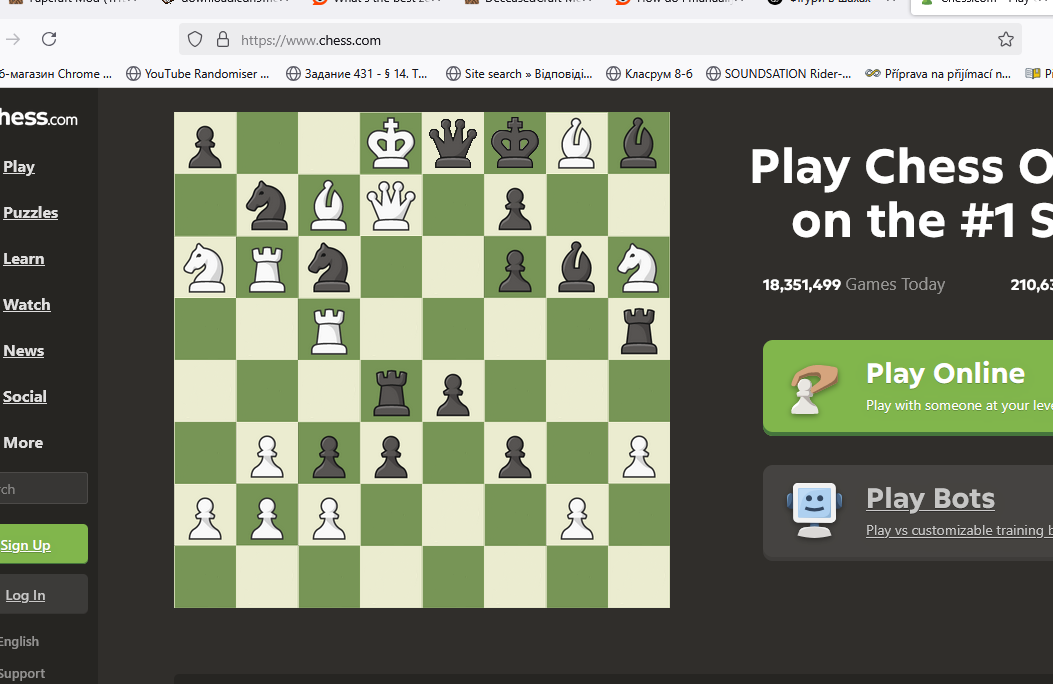 https://www.chess.com
б-магазин Chrome ...
YouTube Randomiser ...
Задание 431 - § 14. Т...
Site search » Відповіді...
Класрум 8-б
SOUNDSATION Rider-...
Příprava na přijímací n...
hess.com
Play
Puzzles
Learn
Watch
News
Social
More
rch
Sign Up
Log In
English
Support
Play Chess O
on the #1 S
18,351,499 Games Today
210,63
Play Online
Play with someone at your leve
Play Bots
Play vs customizable training b